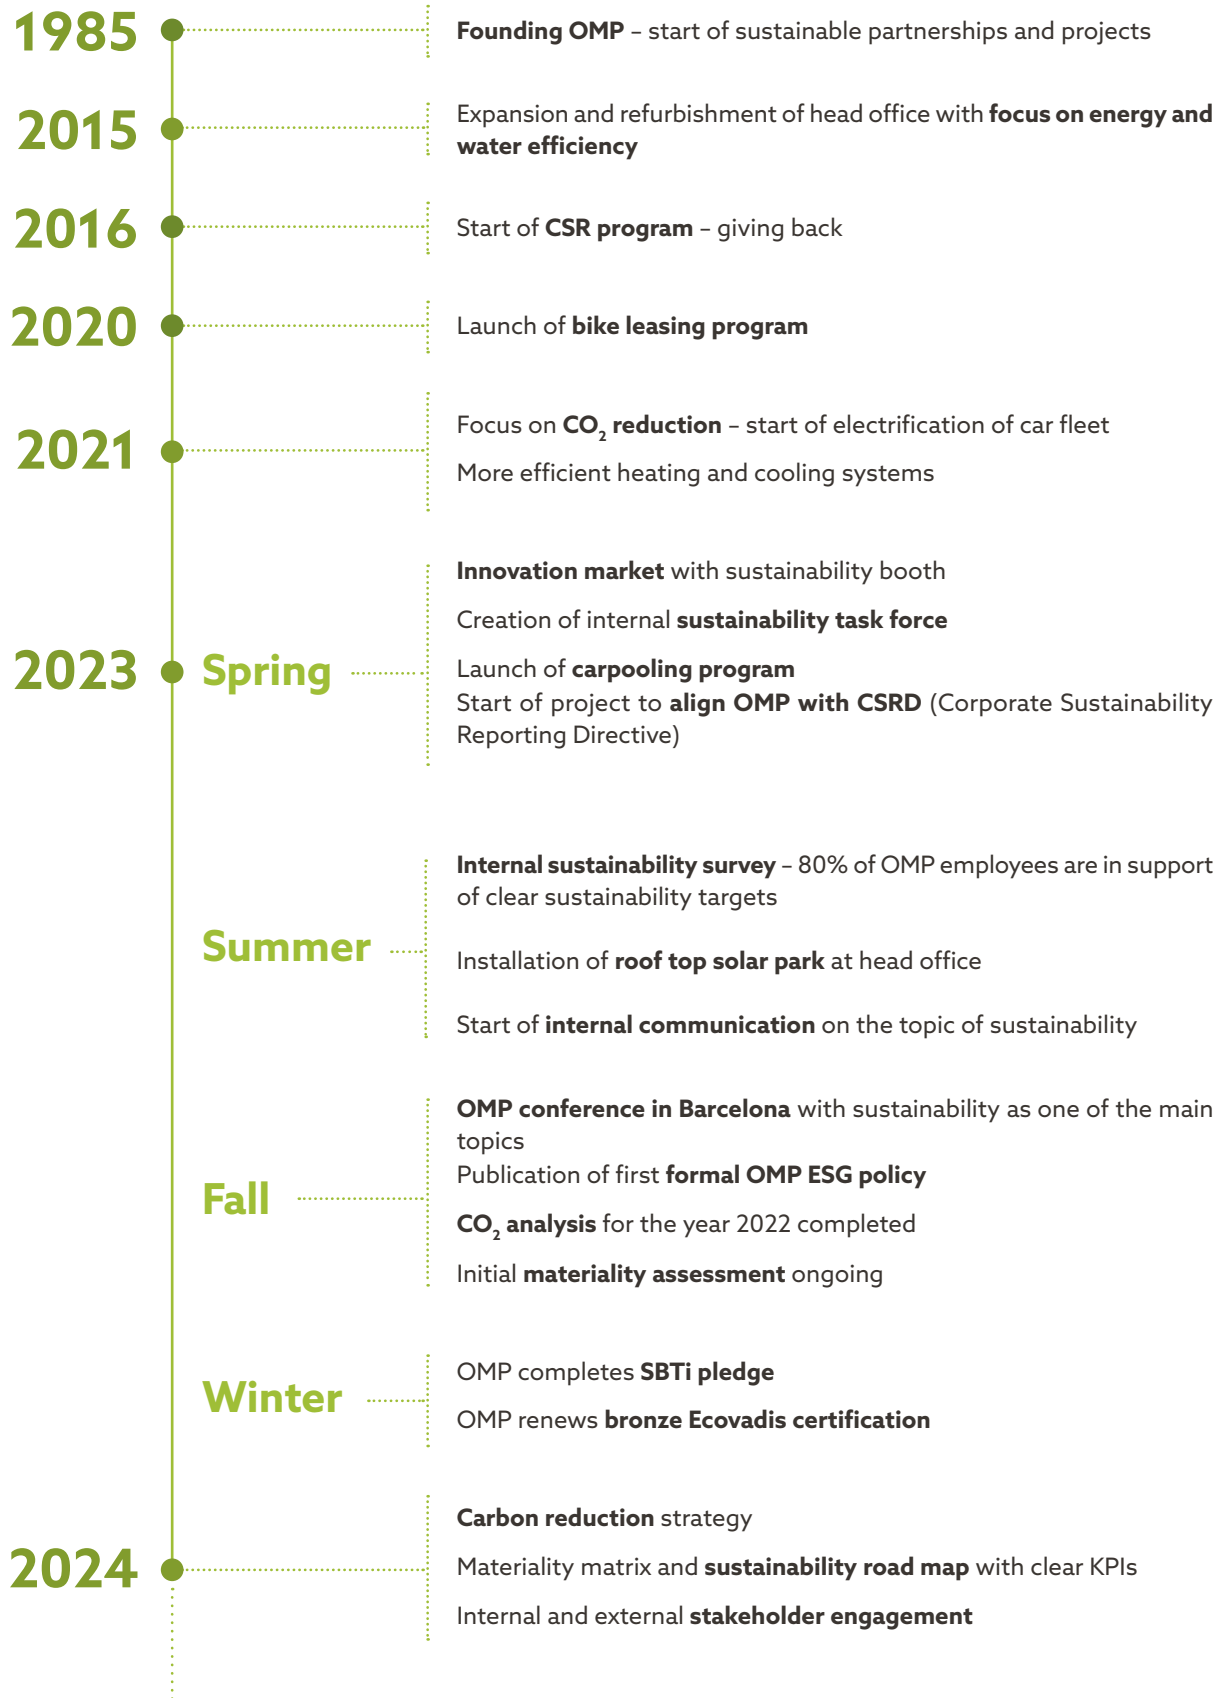 1985
Founding OMP – start of sustainable partnerships and projects
2015
Expansion and refurbishment of head office with focus on energy and
water efficiency
2016
Start of CSR program – giving back
2020
Launch of bike leasing program
2021
Focus on CO₂ reduction – start of electrification of car fleet
More efficient heating and cooling systems
2023
Spring
Innovation market with sustainability booth
Creation of internal sustainability task force
Launch of carpooling program
Start of project to align OMP with CSRD (Corporate Sustainability
Reporting Directive)
Summer
Internal sustainability survey – 80% of OMP employees are in support
of clear sustainability targets
Installation of roof top solar park at head office
Start of internal communication on the topic of sustainability
Fall
OMP conference in Barcelona with sustainability as one of the main
topics
Publication of first formal OMP ESG policy
CO₂ analysis for the year 2022 completed
Initial materiality assessment ongoing
Winter
OMP completes SBTi pledge
OMP renews bronze Ecovadis certification
2024
Carbon reduction strategy
Materiality matrix and sustainability road map with clear KPIs
Internal and external stakeholder engagement